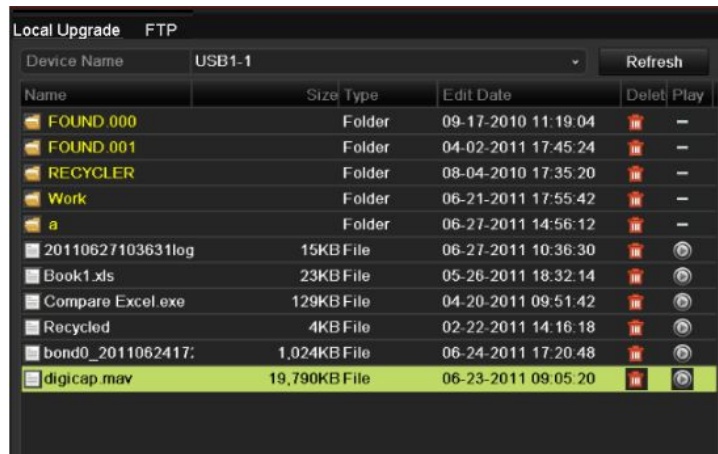 Local Upgrade FTP
Device Name USB1-1 Refresh
Name Size Type Edit Date Delet Play
FOUND.000 Folder 09-17-2010 11:19:04 –
FOUND.001 Folder 04-02-2011 17:45:24 –
RECYCLER Folder 08-04-2010 17:35:20 –
Work Folder 06-21-2011 17:55:42 –
a Folder 06-27-2011 14:56:12 –
20110627103631log 15KB File 06-27-2011 10:36:30
Book1.xls 23KB File 05-26-2011 18:32:14
Compare Excel.exe 129KB File 04-20-2011 09:51:42
Recycled 4KB File 02-22-2011 14:16:18
bond0_2011062417: 1,024KB File 06-24-2011 17:20:48
digicap.mav 19,790KB File 06-23-2011 09:05:20